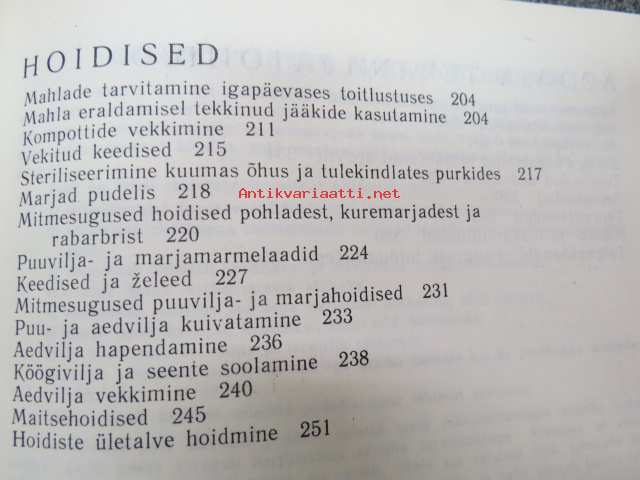 HOIDISED
Mahlade tarvitamine igapäevases toitlustuses 204
Mahla eraldamisel tekkinud jääkide kasutamine 204
Kompottide vekkimine 211
Vekitud keedised 215
Steriliseerimine kuumas õhus ja tulekindlates purkides 217
Marjad pudelis 218
Antikvariaatti.net
Mitmesugused hoidised pohladest, kuremarjadest ja
rabarbrist 220
Puuvilja- ja marjamarmelaadid 224
Keedised ja želeed 227
Mitmesugused puuvilja- ja marjahoidised 231
Puu- ja aedvilja kuivatamine 233
Aedvilja hapendamine 236
Köögivilja ja seente soolamine 238
Aedvilja vekkimine 240
Maitsehoidised 245
Hoidiste ületalve hoidmine 251